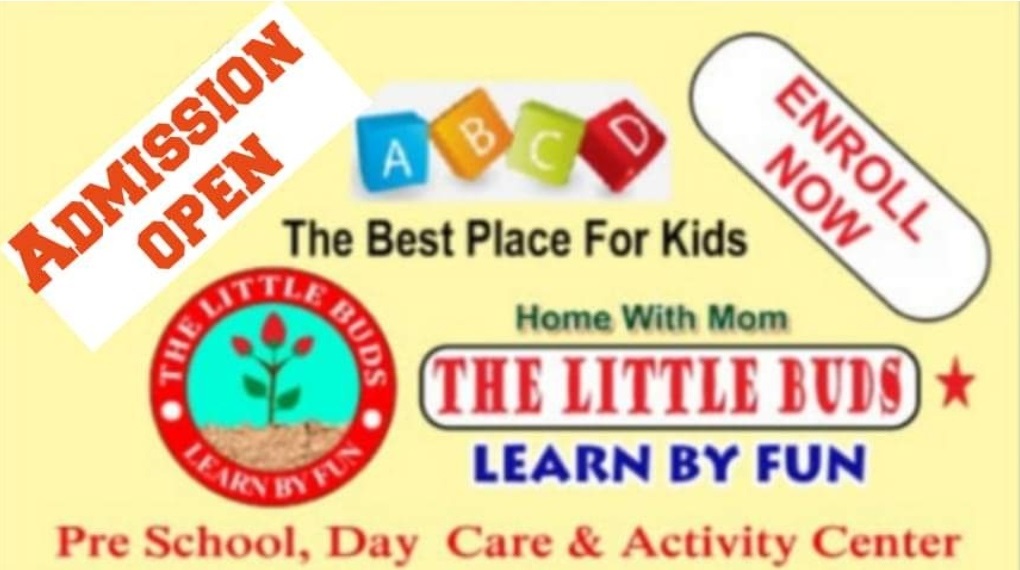 ADMISSION
OPEN
A B C D
ENROLL
NOW
The Best Place For Kids
THE LITTLE BUDS
LEARN BY FUN
Home With Mom
THE LITTLE BUDS
LEARN BY FUN
Pre School, Day Care & Activity Center